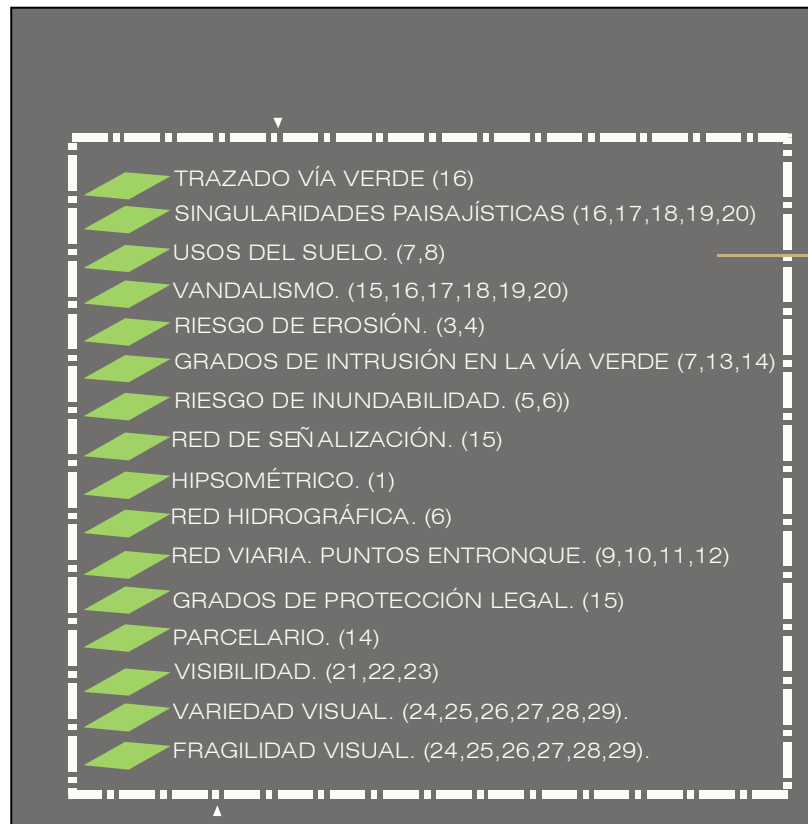 TRAZADO VÍA VERDE (16)
SINGULARIDADES PAISAJÍSTICAS (16,17,18,19,20)
USOS DEL SUELO. (7,8)
VANDALISMO. (15,16,17,18,19,20)
RIESGO DE EROSIÓN. (3,4)
GRADOS DE INTRUSIÓN EN LA VÍA VERDE (7,13,14)
RIESGO DE INUNDABILIDAD. (5,6))
RED DE SEÑALIZACIÓN. (15)
HIPSOMÉTRICO. (1)
RED HIDROGRÁFICA. (6)
RED VIARIA. PUNTOS ENTRONQUE. (9,10,11,12)
GRADOS DE PROTECCIÓN LEGAL. (15)
PARCELARIO. (14)
VISIBILIDAD. (21,22,23)
VARIEDAD VISUAL. (24,25,26,27,28,29).
FRAGILIDAD VISUAL. (24,25,26,27,28,29).